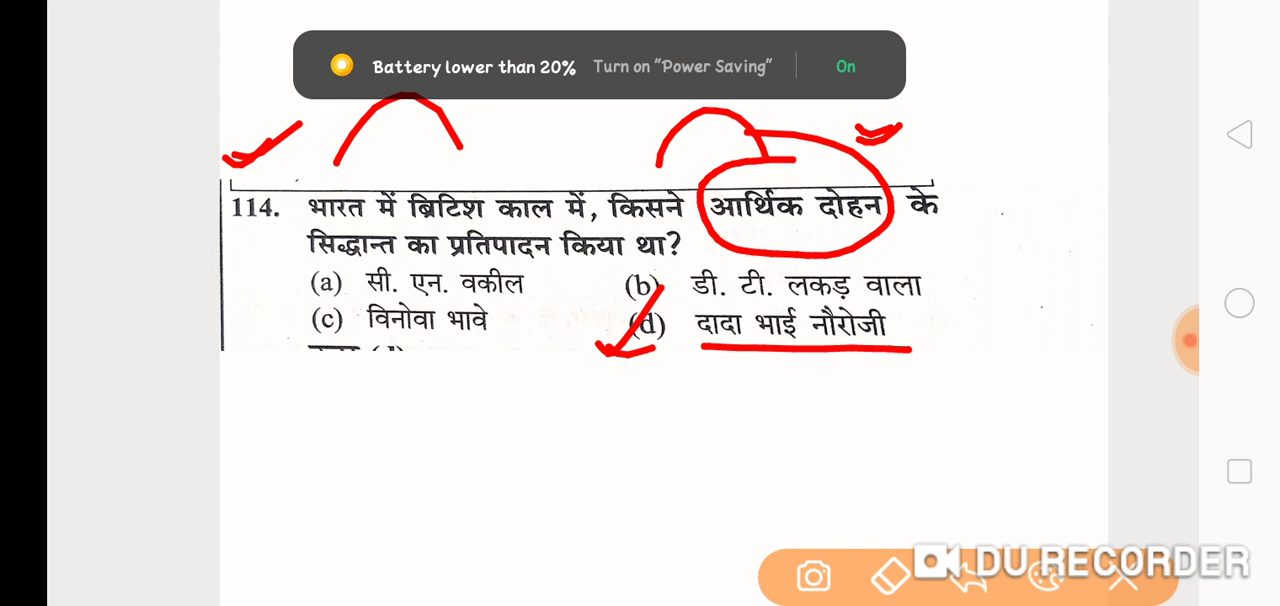 Battery lower than 20% Turn on "Power Saving" On
114. भारत में ब्रिटिश काल में, किसने आर्थिक दोहन के
सिद्धान्त का प्रतिपादन किया था?
(a) सी. एन. वकील (b) डी. टी. लकड़ वाला
(c) विनोवा भावे (d) दादा भाई नौरोजी
DU RECORDER